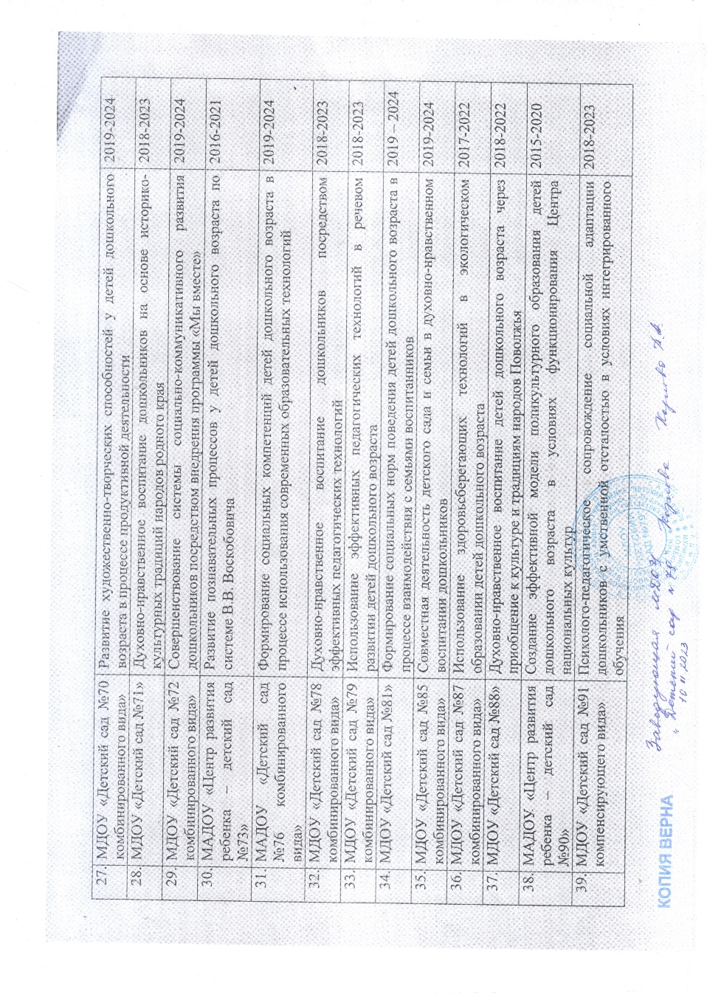 27. МДОУ «Детский сад №70 Развитие художественно-творческих способностей у детей дошкольного 2019-2024
комбинированного вида» возраста в процессе продуктивной деятельности
28. МДОУ «Детский сад №71» Духовно-нравственное воспитание дошкольников на основе историко- 2018-2023
культурных традиций народов родного края
29. МДОУ «Детский сад №72 Совершенствование системы социально-коммуникативного развития 2019-2024
комбинированного вида» дошкольников посредством внедрения программы «Мы вместе»
30. МАДОУ «Центр развития Развитие познавательных процессов у детей дошкольного возраста по 2016-2021
ребенка – детский сад системе В.В. Воскобовича
№73»
31. МАДОУ «Детский сад Формирование социальных компетенций детей дошкольного возраста в 2019-2024
№76 комбинированного процессе использования современных образовательных технологий
вида»
32. МДОУ «Детский сад №78 Духовно-нравственное воспитание дошкольников посредством 2018-2023
комбинированного вида» эффективных педагогических технологий
33. МДОУ «Детский сад №79 Использование эффективных педагогических технологий в речевом 2018-2023
комбинированного вида» развитии детей дошкольного возраста
34. МДОУ «Детский сад №81» Формирование социальных норм поведения детей дошкольного возраста в 2019 – 2024
процессе взаимодействия с семьями воспитанников
35. МДОУ «Детский сад №85 Совместная деятельность детского сада и семьи в духовно-нравственном 2019-2024
комбинированного вида» воспитании дошкольников
36. МДОУ «Детский сад №87 Использование здоровьесберегающих технологий в экологическом 2017-2022
комбинированного вида» образовании детей дошкольного возраста
37. МДОУ «Детский сад №88» Духовно-нравственное воспитание детей дошкольного возраста через 2018-2022
приобщение к культуре и традициям народов Поволжья
38. МАДОУ «Центр развития Создание эффективной модели поликультурного образования детей 2015-2020
ребенка – детский сад дошкольного возраста в условиях функционирования Центра
№90» национальных культур
39. МДОУ «Детский сад №91 Психолого-педагогическое сопровождение социальной адаптации 2018-2023
компенсирующего вида» дошкольников с умственной отсталостью в условиях интегрированного
обучения
КОПИЯ ВЕРНА
Заведующая МДОУ
"Детский сад №79"
10 11 2023